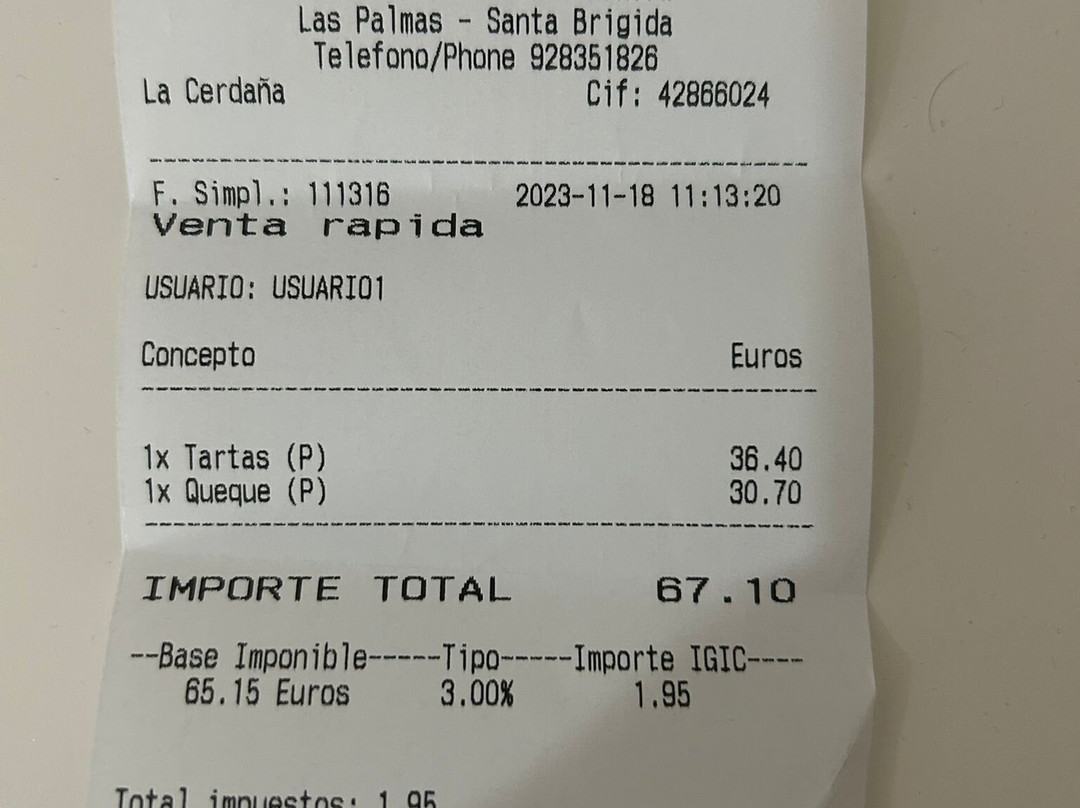 Las Palmas - Santa Brigida
Telefono/Phone 928351826
La Cerdaña Cif: 42866024
F. Simpl.: 111316 2023-11-18 11:13:20
Venta rapida
USUARIO: USUARIO1
Concepto Euros
1x Tartas (P) 36.40
1x Queque (P) 30.70
IMPORTE TOTAL 67.10
--Base Imponible-----Tipo-----Importe IGIC----
65.15 Euros 3.00% 1.95
Total impuestos: 1.95